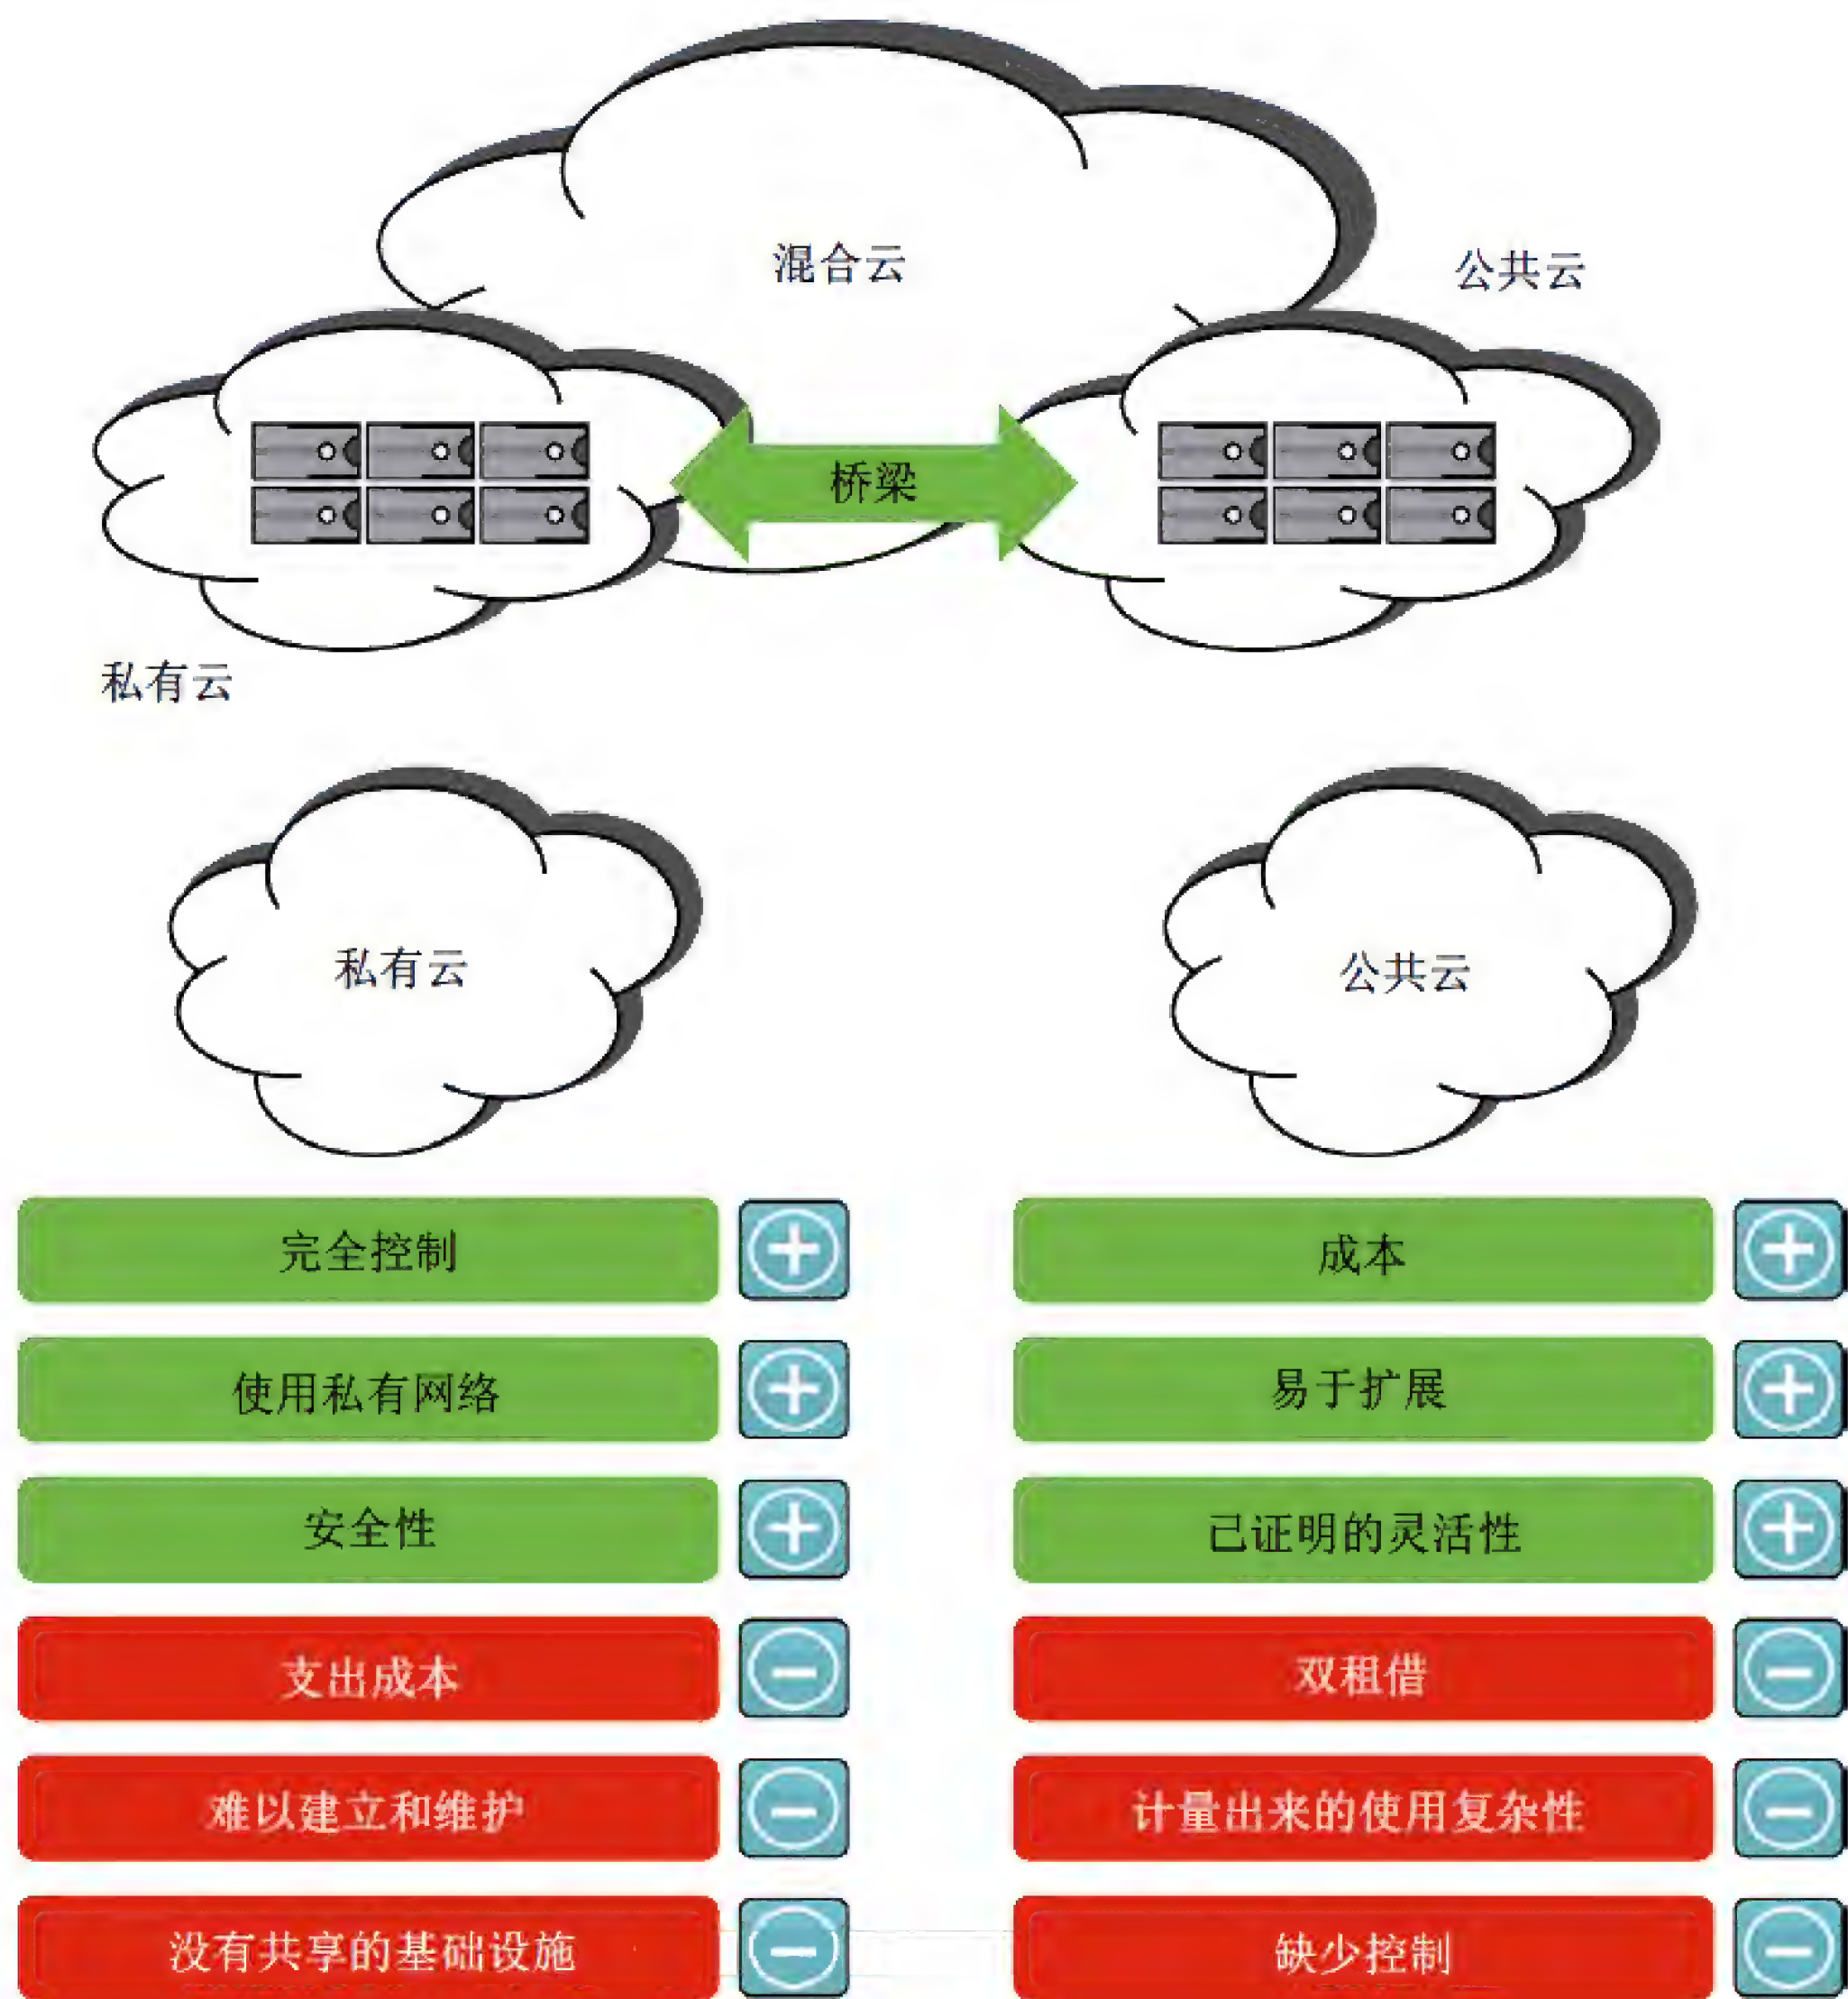 混合云
公共云
桥梁
私有云
私有云
公共云
完全控制
成本
使用私有网络
易于扩展
安全性
已证明的灵活性
支出成本
双租借
难以建立和维护
计量出来的使用复杂性
没有共享的基础设施
缺少控制